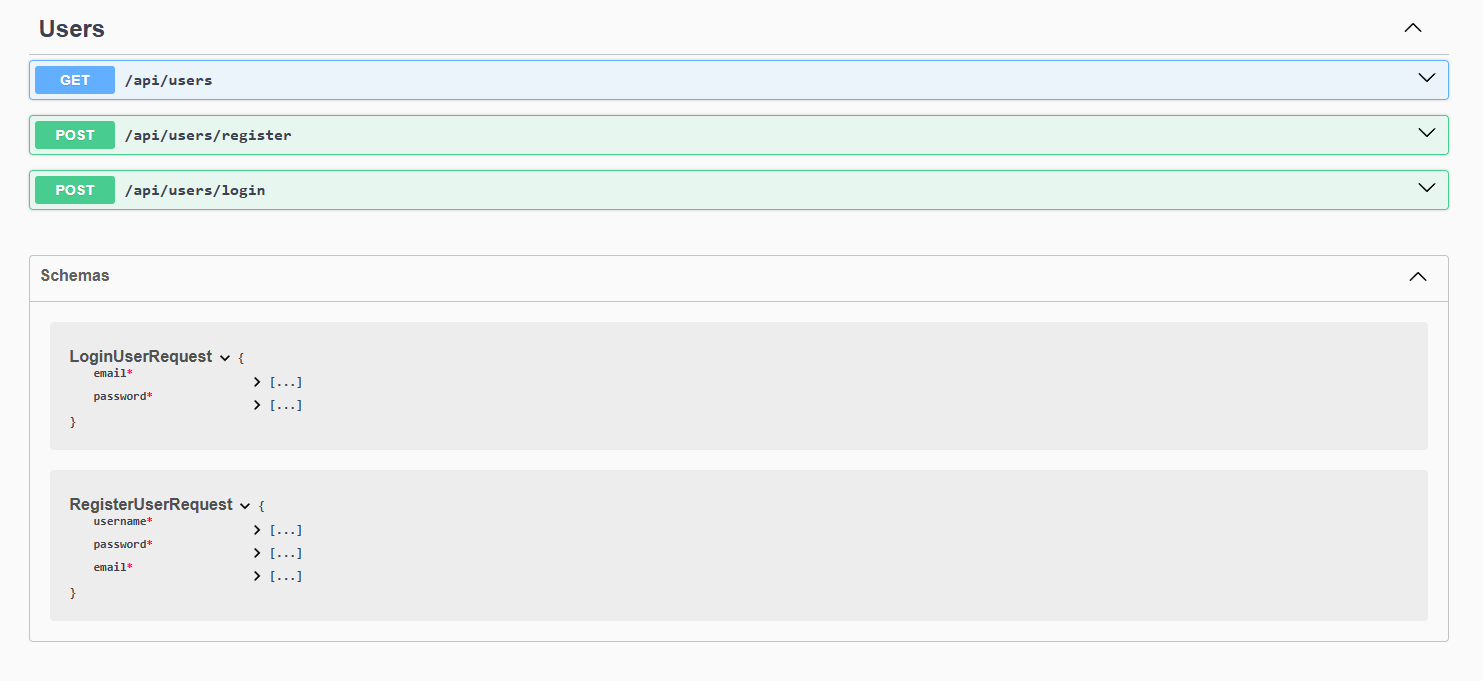 Users
GET /api/users
POST /api/users/register
POST /api/users/login
Schemas
LoginUserRequest {
email*
[...]
password*
[...]
}
RegisterUserRequest {
username*
[...]
password*
[...]
email*
[...]
}